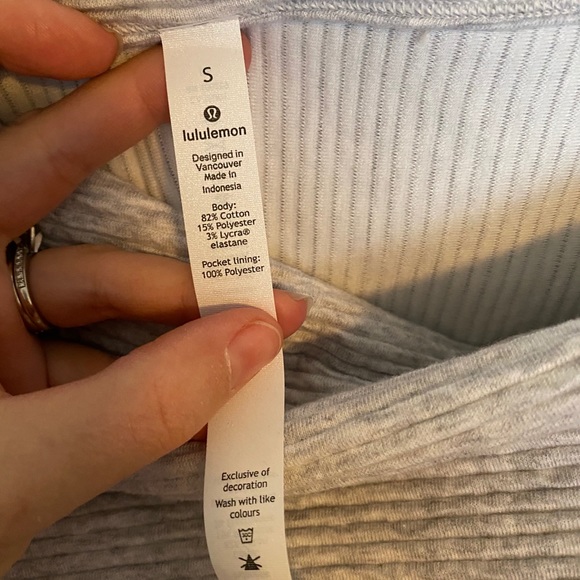 S
lululemon
Designed in
Vancouver
Made in
Indonesia
Body:
82% Cotton
15% Polyester
3% Lycra®
elastane
Pocket lining:
100% Polyester
Exclusive of
decoration
Wash with like
colours